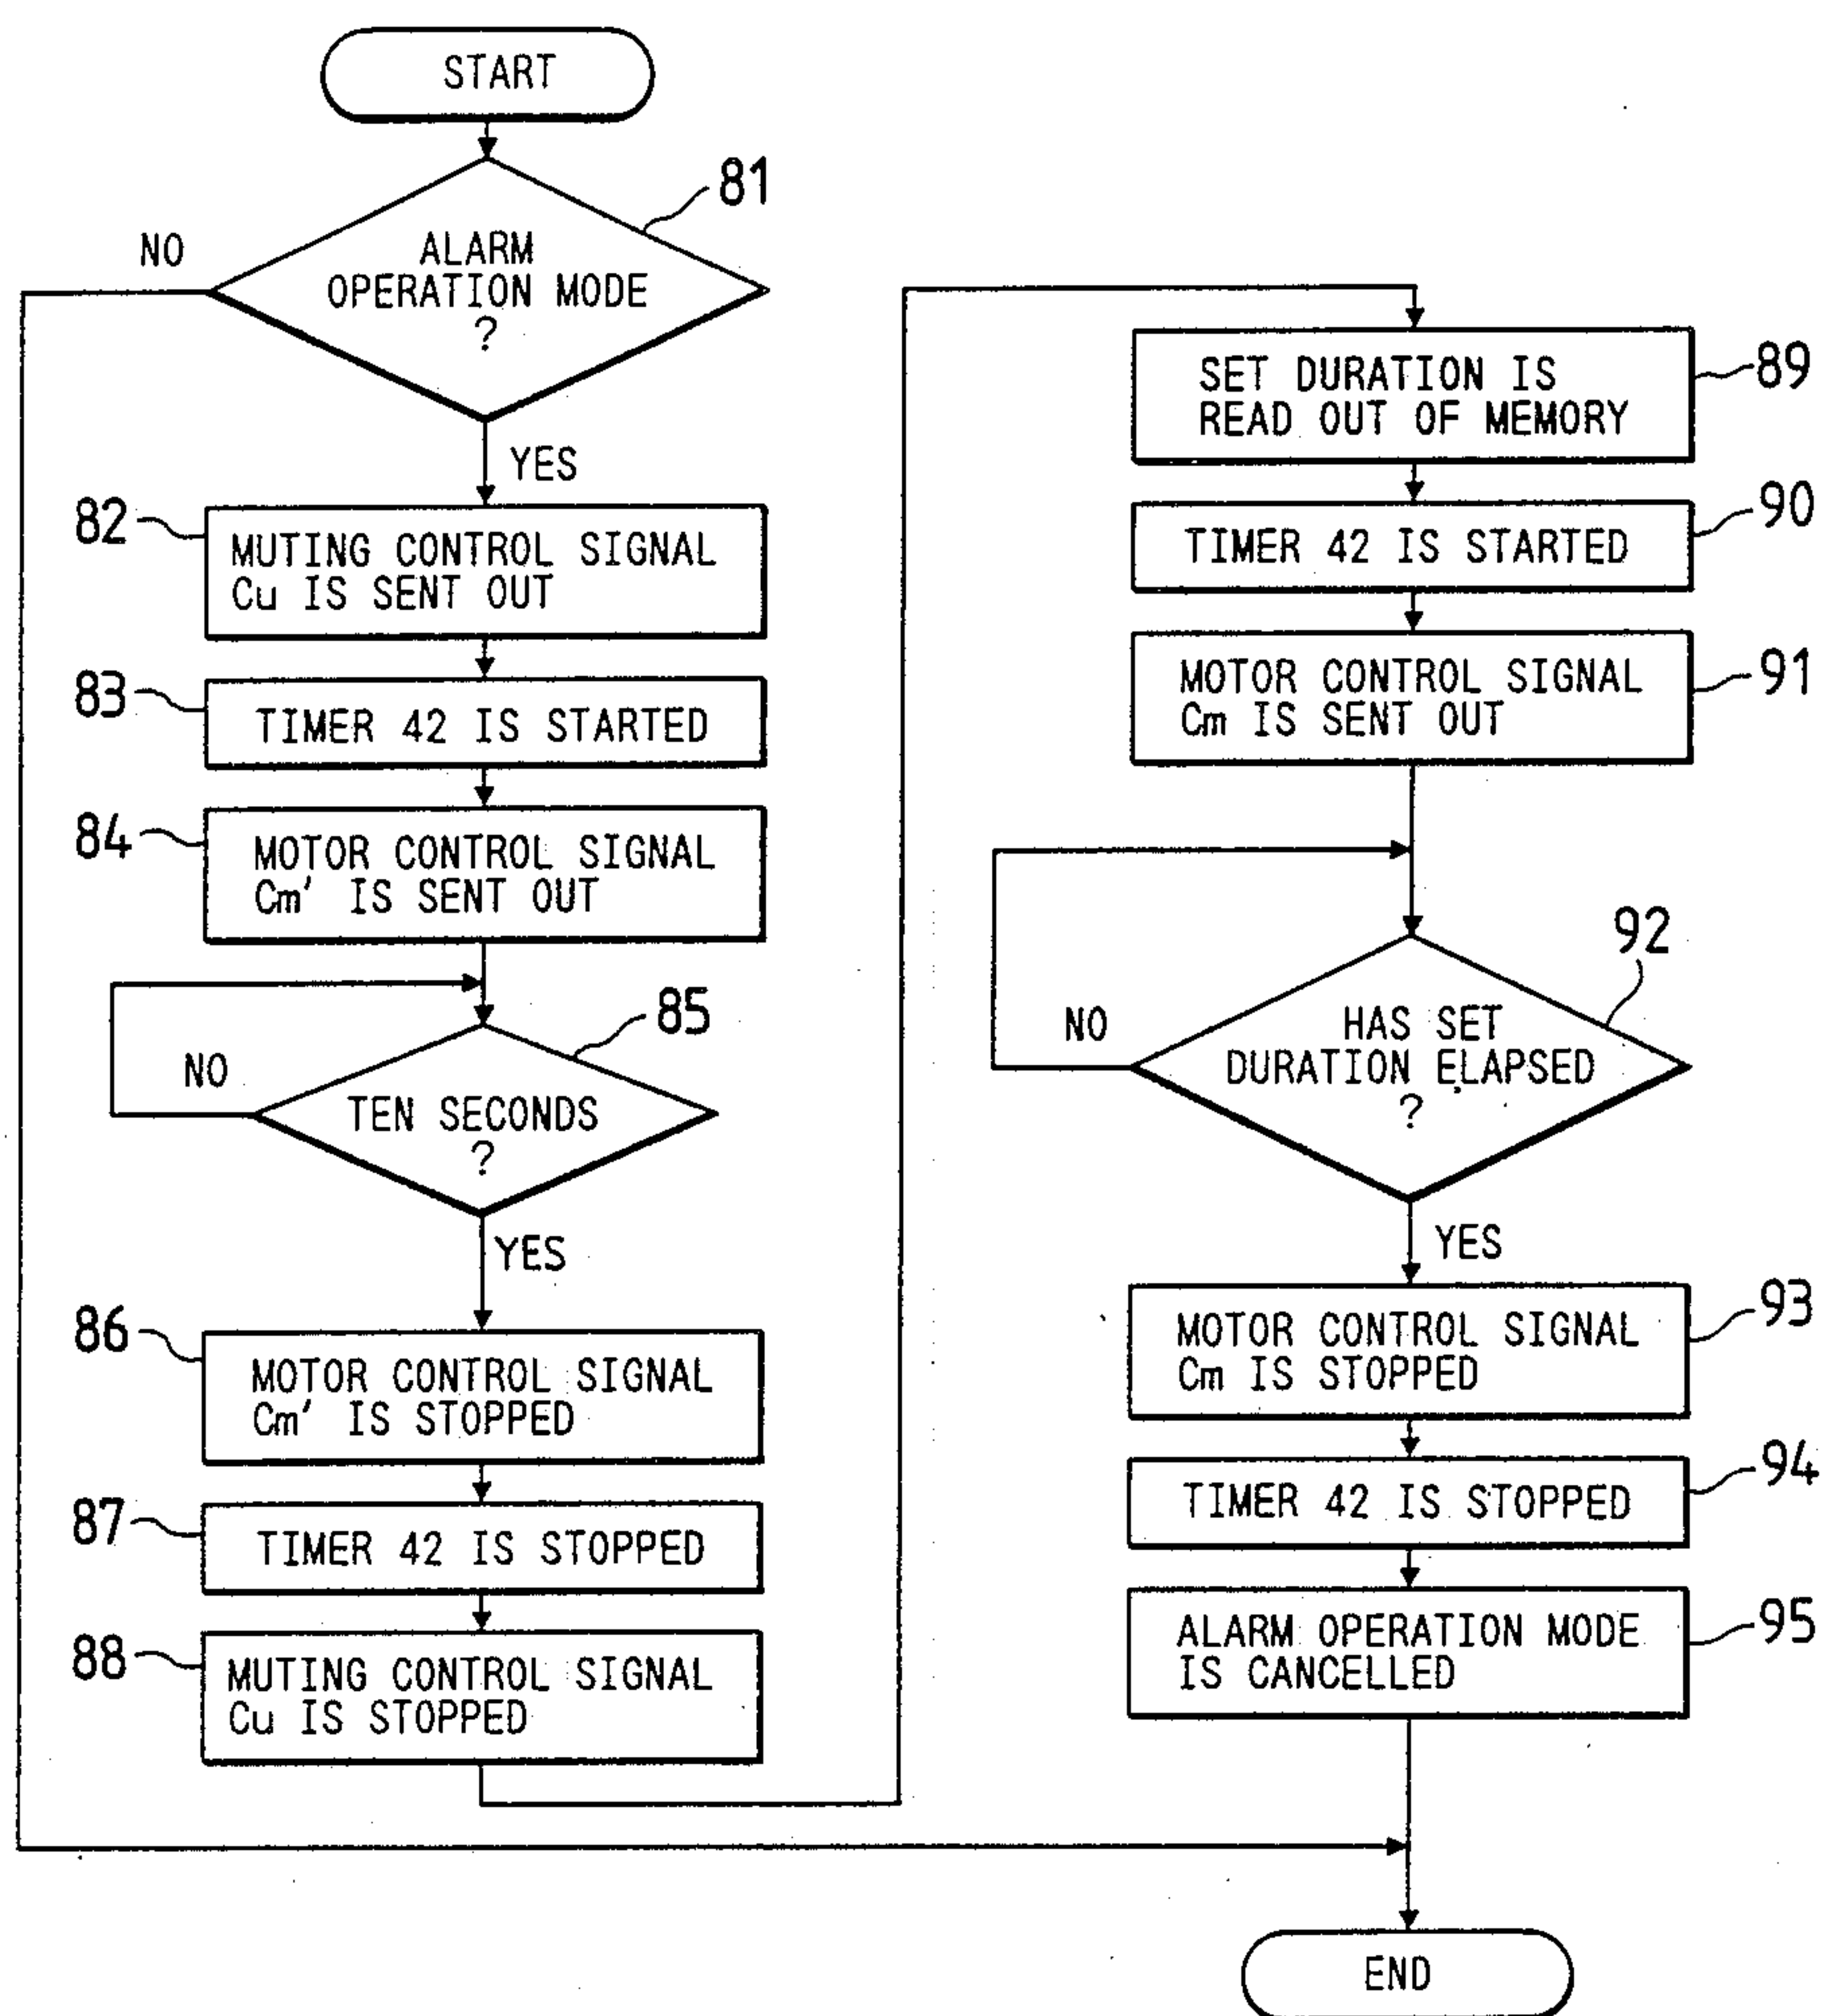 START
81
NO
ALARM
OPERATION MODE
?
YES
82
MUTING CONTROL SIGNAL
Cu IS SENT OUT
83
TIMER 42 IS STARTED
84
MOTOR CONTROL SIGNAL
Cm' IS SENT OUT
85
NO
TEN SECONDS
?
YES
86
MOTOR CONTROL SIGNAL
Cm' IS STOPPED
87
TIMER 42 IS STOPPED
88
MUTING CONTROL SIGNAL
Cu IS STOPPED
89
SET DURATION IS
READ OUT OF MEMORY
90
TIMER 42 IS STARTED
91
MOTOR CONTROL SIGNAL
Cm IS SENT OUT
92
NO
HAS SET
DURATION ELAPSED
?
YES
93
MOTOR CONTROL SIGNAL
Cm IS STOPPED
94
TIMER 42 IS STOPPED
95
ALARM OPERATION MODE
IS CANCELLED
END